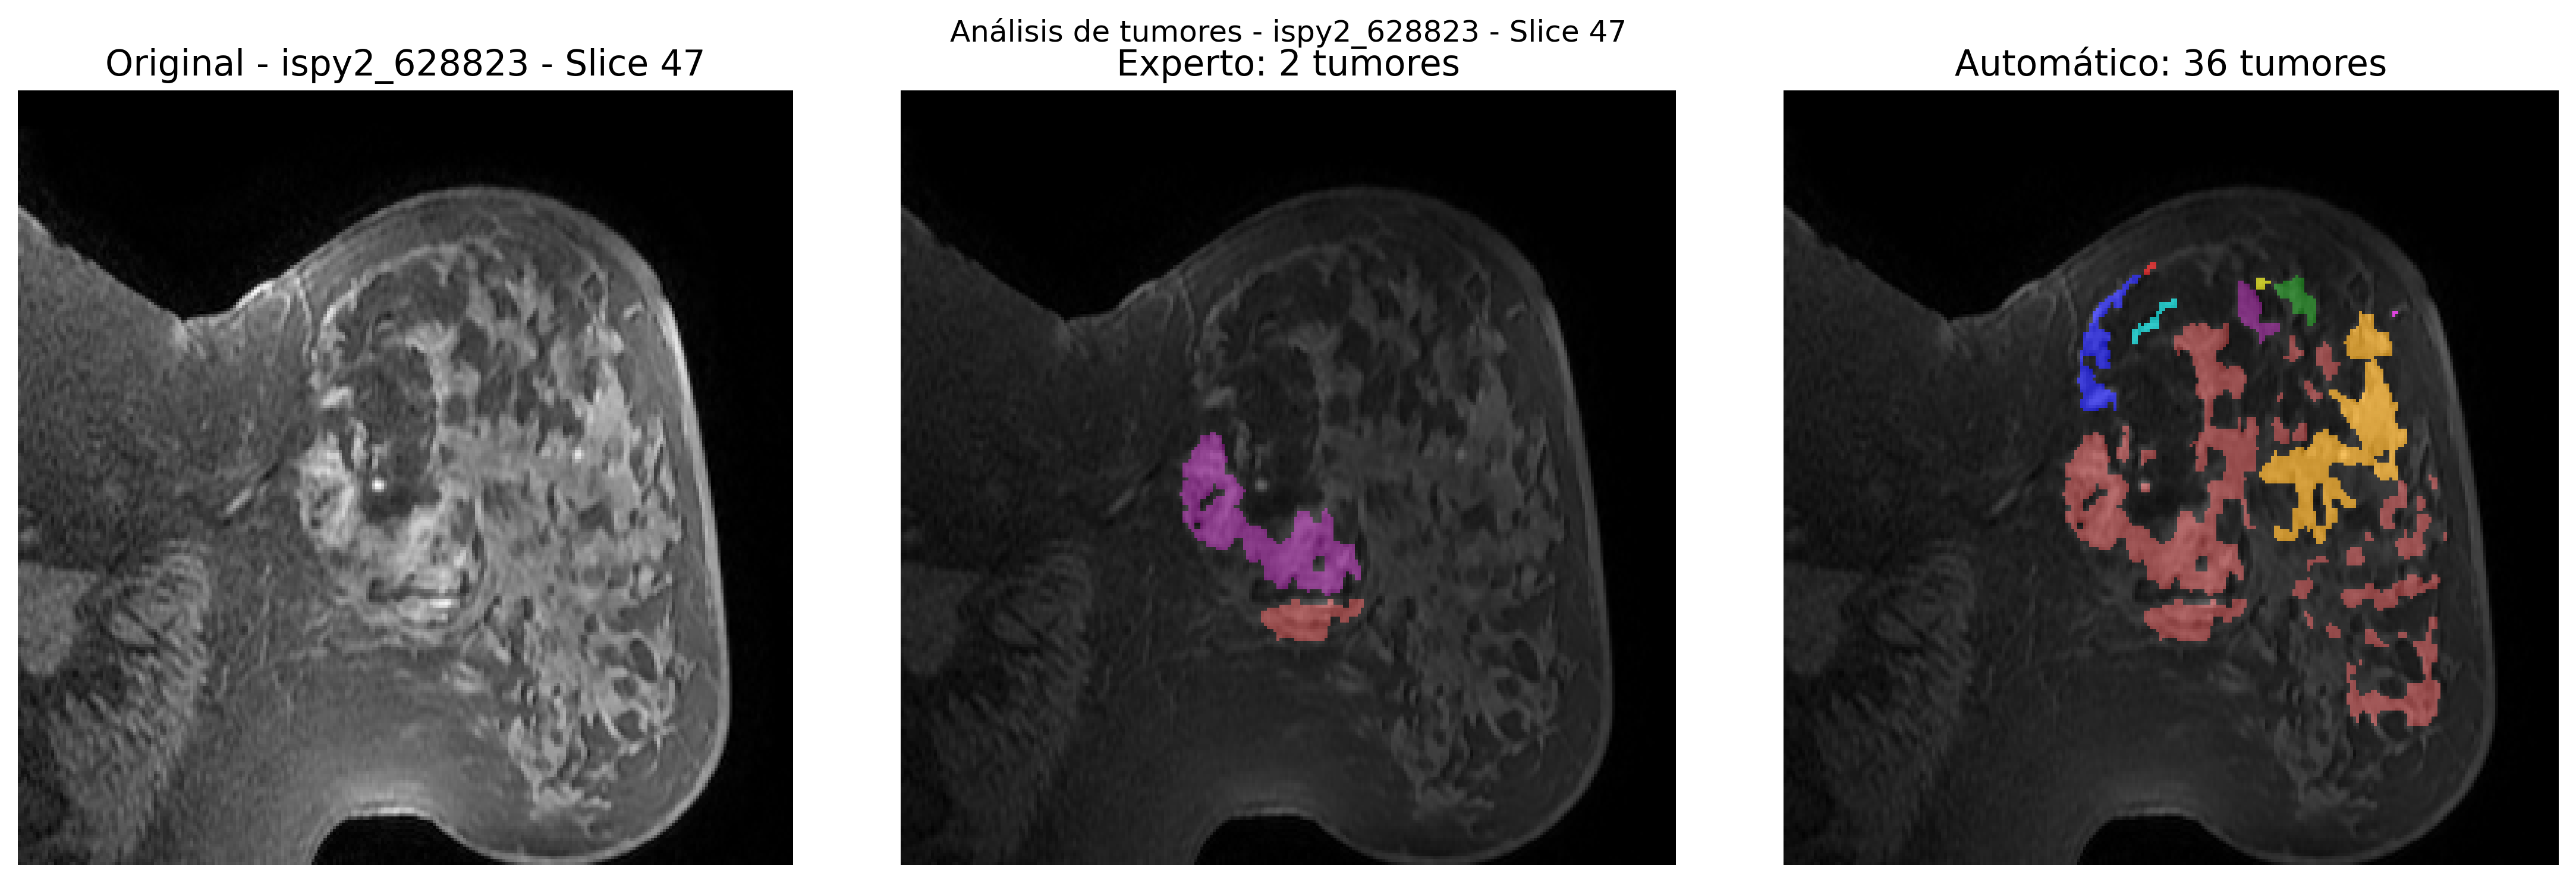 Análisis de tumores - ispy2_628823 - Slice 47
Original - ispy2_628823 - Slice 47
Experto: 2 tumores
Automático: 36 tumores